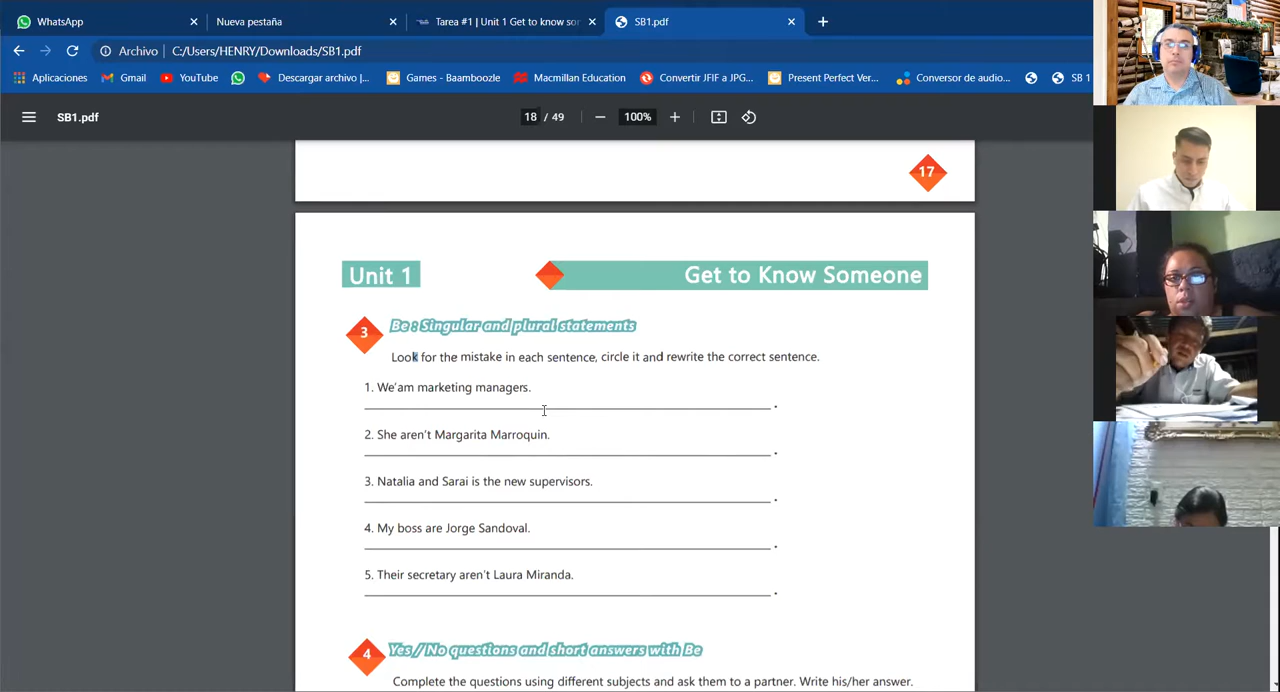 WhatsApp
Nueva pestaña
Tarea #1 | Unit 1 Get to know sor
SB1.pdf
Archivo
C:/Users/HENRY/Downloads/SB1.pdf
Aplicaciones
Gmail
YouTube
Descargar archivo |...
Games - Baamboozle
Macmillan Education
Convertir JFIF a JPG...
Present Perfect Ver...
Conversor de audio...
SB 1
SB1.pdf
18 / 49
100%
17
Unit 1
Get to Know Someone
3
Be : Singular and plural statements
Look for the mistake in each sentence, circle it and rewrite the correct sentence.
1. We'am marketing managers.
.
2. She aren't Margarita Marroquin.
.
3. Natalia and Sarai is the new supervisors.
.
4. My boss are Jorge Sandoval.
.
5. Their secretary aren't Laura Miranda.
.
4
Yes / No questions and short answers with Be
Complete the questions using different subjects and ask them to a partner. Write his/her answer.